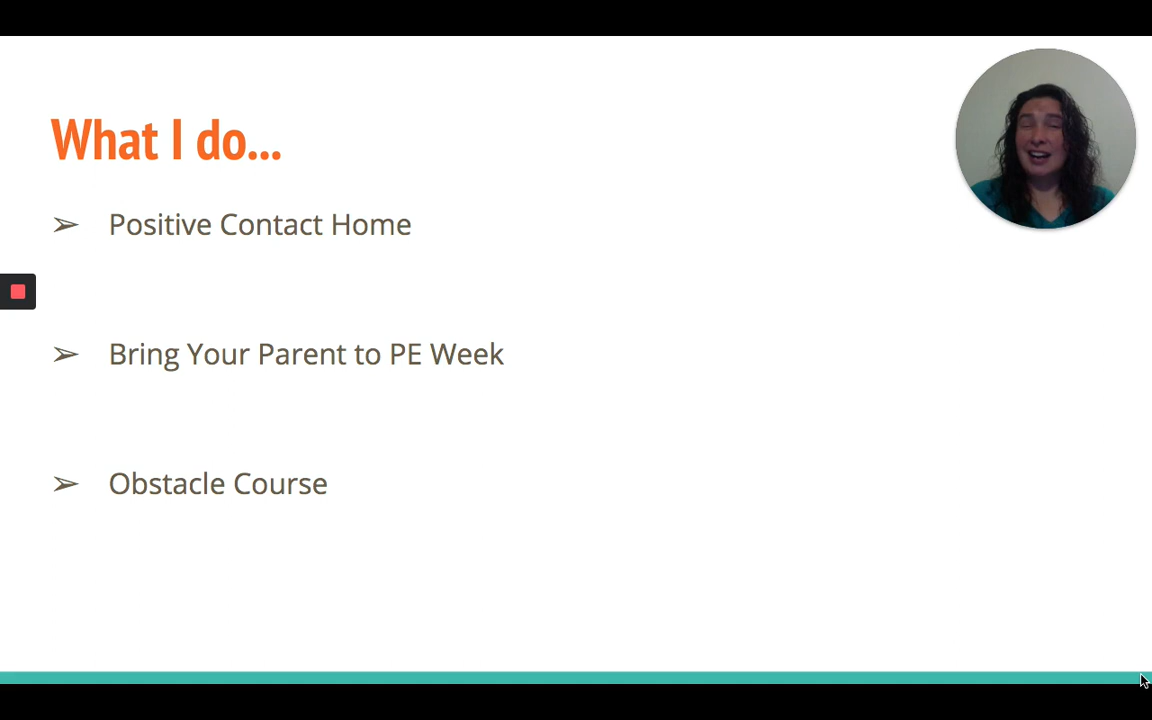 What I do...
➢ Positive Contact Home
➢ Bring Your Parent to PE Week
➢ Obstacle Course